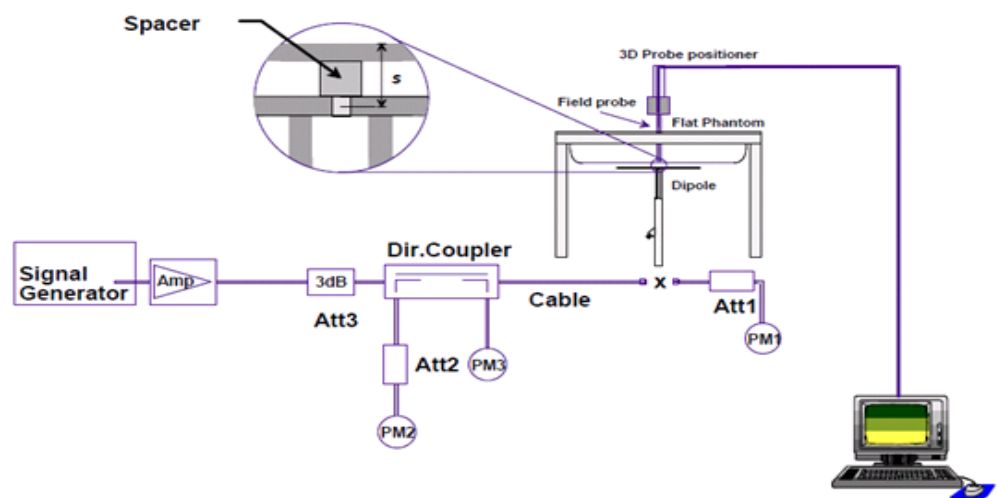 Spacer
s
3D Probe positioner
Field probe
Flat Phantom
Dipole
Signal
Generator
Amp
3dB
Att3
Dir.Coupler
Cable
x
Att1
PM1
Att2
PM3
PM2